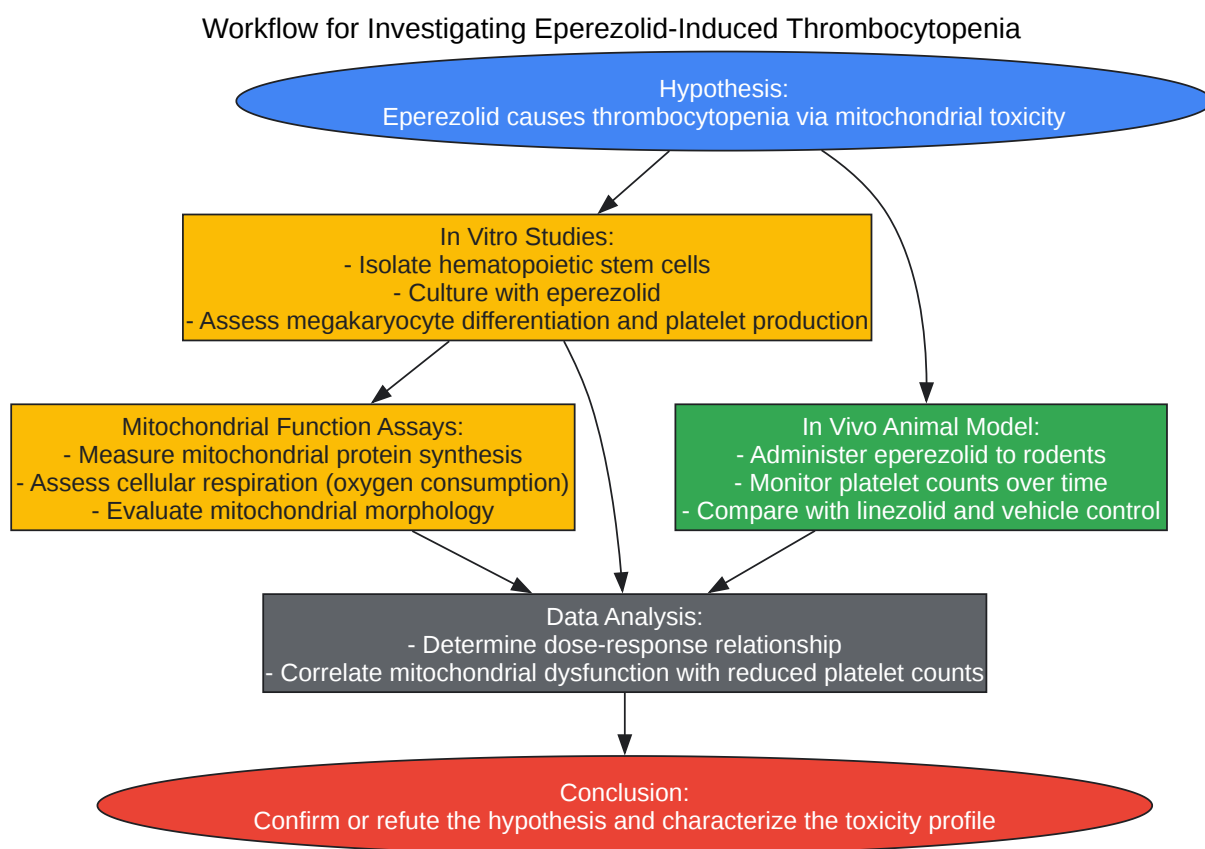 Workflow for Investigating Eperezolid-Induced Thrombocytopenia
Hypothesis:
Eperezolid causes thrombocytopenia via mitochondrial toxicity
In Vitro Studies:
- Isolate hematopoietic stem cells
- Culture with eperezolid
- Assess megakaryocyte differentiation and platelet production
Mitochondrial Function Assays:
- Measure mitochondrial protein synthesis
- Assess cellular respiration (oxygen consumption)
- Evaluate mitochondrial morphology
In Vivo Animal Model:
- Administer eperezolid to rodents
- Monitor platelet counts over time
- Compare with linezolid and vehicle control
Data Analysis:
- Determine dose-response relationship
- Correlate mitochondrial dysfunction with reduced platelet counts
Conclusion:
Confirm or refute the hypothesis and characterize the toxicity profile